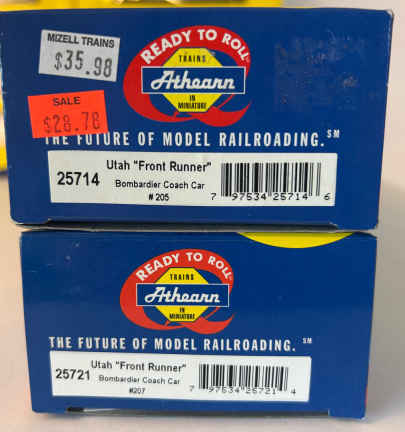 MIZELL TRAINS
$35.98
SALE
$28.78
READY TO ROLL
TRAINS
Athearn
IN
MINIATURE
THE FUTURE OF MODEL RAILROADING.℠
Utah "Front Runner"
25714
Bombardier Coach Car
# 205
7 97534 25714 6
READY TO ROLL
TRAINS
Athearn
IN
MINIATURE
THE FUTURE OF MODEL RAILROADING. ℠
Utah "Front Runner"
25721
Bombardier Coach Car
#207
7 97534 25721 4